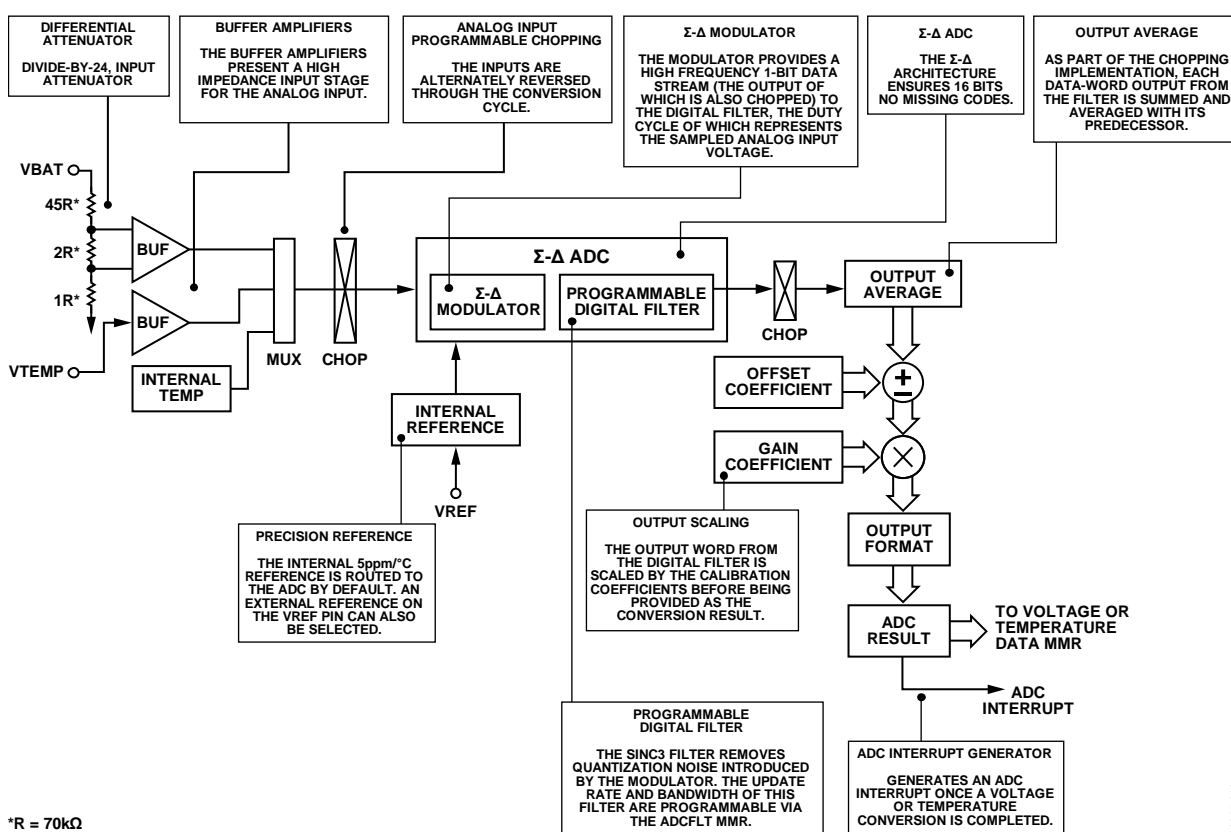 DIFFERENTIAL
ATTENUATOR
DIVIDE-BY-24, INPUT
ATTENUATOR
BUFFER AMPLIFIERS
THE BUFFER AMPLIFIERS
PRESENT A HIGH
IMPEDANCE INPUT STAGE
FOR THE ANALOG INPUT.
ANALOG INPUT
PROGRAMMABLE CHOPPING
THE INPUTS ARE
ALTERNATELY REVERSED
THROUGH THE CONVERSION
CYCLE.
Σ-Δ MODULATOR
THE MODULATOR PROVIDES A
HIGH FREQUENCY 1-BIT DATA
STREAM (THE OUTPUT OF
WHICH IS ALSO CHOPPED) TO
THE DIGITAL FILTER, THE DUTY
CYCLE OF WHICH REPRESENTS
THE SAMPLED ANALOG INPUT
VOLTAGE.
Σ-Δ ADC
THE Σ-Δ
ARCHITECTURE
ENSURES 16 BITS
NO MISSING CODES.
OUTPUT AVERAGE
AS PART OF THE CHOPPING
IMPLEMENTATION, EACH
DATA-WORD OUTPUT FROM
THE FILTER IS SUMMED AND
AVERAGED WITH ITS
PREDECESSOR.
VBAT
45R*
2R*
1R*
VTEMP
BUF
BUF
INTERNAL
TEMP
MUX
CHOP
Σ-Δ ADC
Σ-Δ
MODULATOR
PROGRAMMABLE
DIGITAL FILTER
CHOP
OUTPUT
AVERAGE
INTERNAL
REFERENCE
VREF
OFFSET
COEFFICIENT
+
−
GAIN
COEFFICIENT
×
OUTPUT
FORMAT
ADC
RESULT
TO VOLTAGE OR
TEMPERATURE
DATA MMR
ADC
INTERRUPT
PRECISION REFERENCE
THE INTERNAL 5ppm/°C
REFERENCE IS ROUTED TO
THE ADC BY DEFAULT. AN
EXTERNAL REFERENCE ON
THE VREF PIN CAN ALSO
BE SELECTED.
OUTPUT SCALING
THE OUTPUT WORD FROM
THE DIGITAL FILTER IS
SCALED BY THE CALIBRATION
COEFFICIENTS BEFORE BEING
PROVIDED AS THE
CONVERSION RESULT.
PROGRAMMABLE
DIGITAL FILTER
THE SINC3 FILTER REMOVES
QUANTIZATION NOISE INTRODUCED
BY THE MODULATOR. THE UPDATE
RATE AND BANDWIDTH OF THIS
FILTER ARE PROGRAMMABLE VIA
THE ADCFLT MMR.
ADC INTERRUPT GENERATOR
GENERATES AN ADC
INTERRUPT ONCE A VOLTAGE
OR TEMPERATURE
CONVERSION IS COMPLETED.
*R = 70kΩ